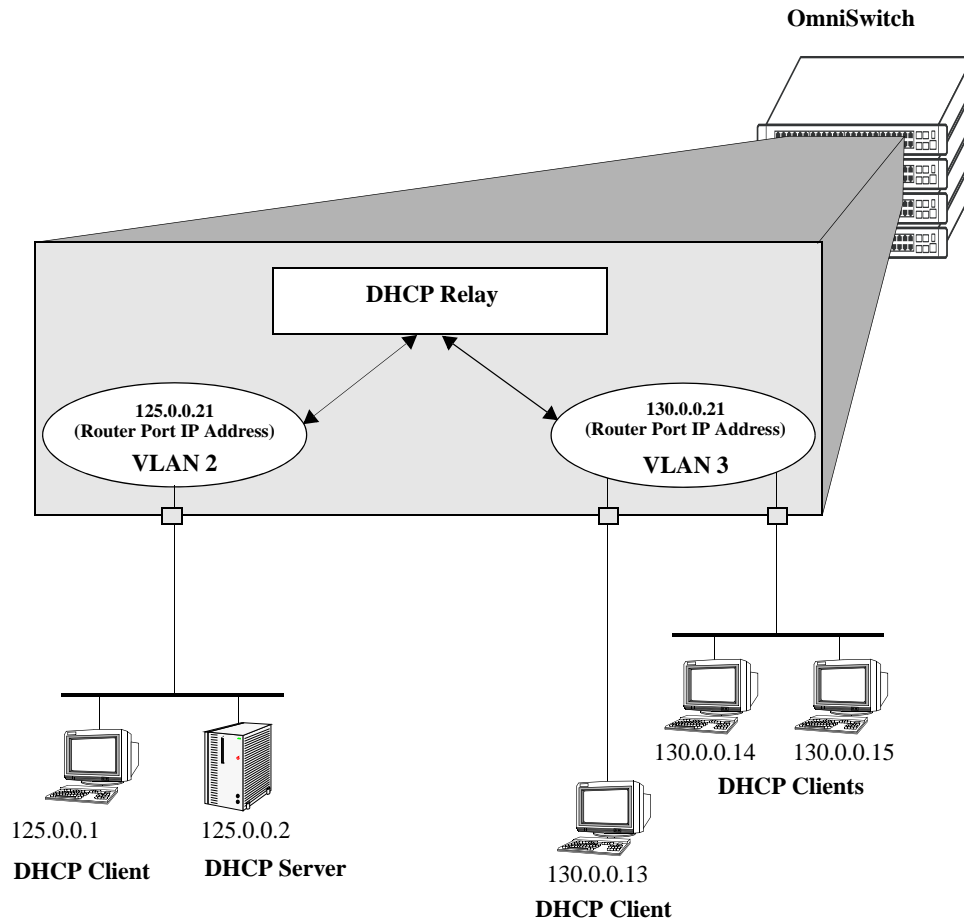 OmniSwitch
DHCP Relay
125.0.0.21
(Router Port IP Address)
VLAN 2
130.0.0.21
(Router Port IP Address)
VLAN 3
125.0.0.1
DHCP Client
125.0.0.2
DHCP Server
130.0.0.13
DHCP Client
130.0.0.14
130.0.0.15
DHCP Clients